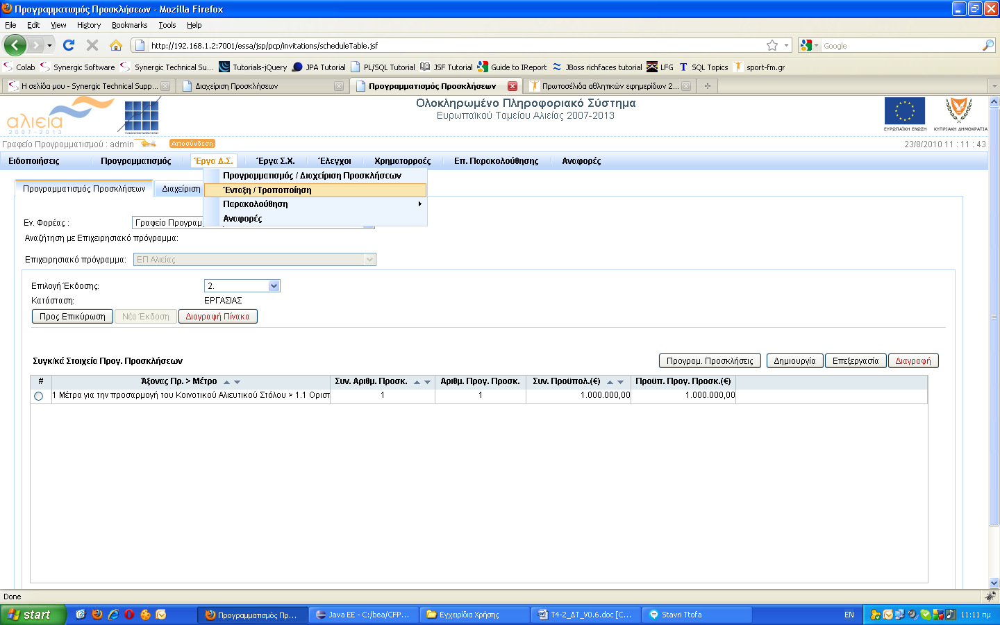 Προγραμματισμός Προσκλήσεων - Mozilla Firefox
File Edit View History Bookmarks Tools Help
http://192.168.1.2:7001/essa/jsp/pcp/invitations/scheduleTable.jsf
Google
Colab Synergic Software Synergic Technical Su... Tutorials-jQuery JPA Tutorial PL/SQL Tutorial JSF Tutorial Guide to IReport JBoss richfaces tutorial LFG SQL Topics sport-fm.gr
Η σελίδα μου - Synergic Technical Supp... Διαχείριση Προσκλήσεων Προγραμματισμός Προσκλήσεων Πρωτοσέλιδα αθλητικών εφημερίδων 2...
αλιεία
2007-2013
Ολοκληρωμένο Πληροφοριακό Σύστημα
Ευρωπαϊκού Ταμείου Αλιείας 2007-2013
ΕΥΡΩΠΑΪΚΗ ΕΝΩΣΗ ΚΥΠΡΙΑΚΗ ΔΗΜΟΚΡΑΤΙΑ
Γραφείο Προγραμματισμού : admin Αποσύνδεση 23/8/2010 11 : 11 : 43
Ειδοποιήσεις Προγραμματισμός Έργα Δ.Σ. Έργα Σ.Χ. Έλεγχοι Χρηματορροές Επ. Παρακολούθησης Αναφορές
Προγραμματισμός / Διαχείριση Προσκλήσεων
Ένταξη / Τροποποίηση
Παρακολούθηση
Αναφορές
Προγραμματισμός Προσκλήσεων Διαχείριση
Εν. Φορέας : Γραφείο Προγραμ
Αναζήτηση με Επιχειρησιακό πρόγραμμα:
Επιχειρησιακό πρόγραμμα: ΕΠ Αλιείας
Επιλογή Έκδοσης: 2.
Κατάσταση: ΕΡΓΑΣΙΑΣ
Προς Επικύρωση Νέα Έκδοση Διαγραφή Πίνακα
Συγκ/κά Στοιχεία Προγ. Προσκλήσεων Προγραμ. Προσκλήσεις Δημιουργία Επεξεργασία Διαγραφή
# Άξονας Πρ. > Μέτρο Συν. Αριθμ. Προσκ. Αριθμ. Προγ. Προσκ. Συν. Προϋπολ.(€) Προϋπ. Προγ. Προσκ.(€)
1 Μέτρα για την προσαρμογή του Κοινοτικού Αλιευτικού Στόλου > 1.1 Οριστ 1 1 1.000.000,00 1.000.000,00
Done
start Προγραμματισμός Πρ... Java EE - C:/bea/CFP... Εγχειρίδια Χρήσης T4-2_ΔΤ_V0.6.doc [C... Stavri Ttofa EN 11:11 πμ